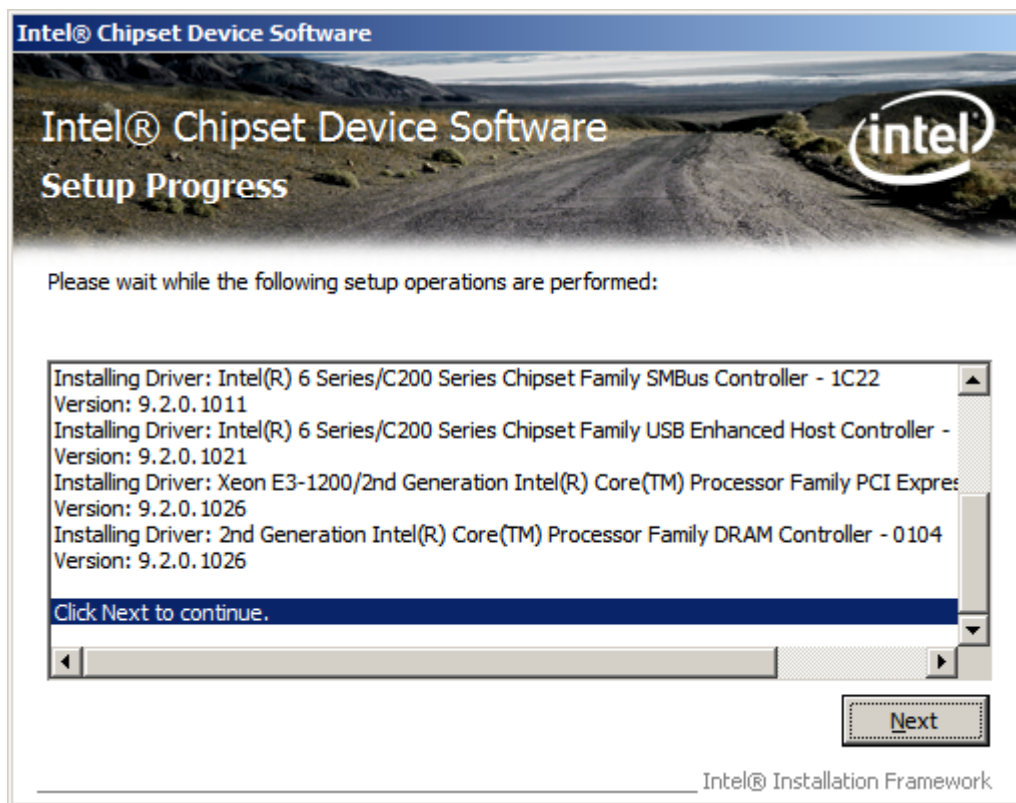 Intel® Chipset Device Software
Intel® Chipset Device Software
Setup Progress
intel
Please wait while the following setup operations are performed:
Installing Driver: Intel(R) 6 Series/C200 Series Chipset Family SMBus Controller - 1C22
Version: 9.2.0.1011
Installing Driver: Intel(R) 6 Series/C200 Series Chipset Family USB Enhanced Host Controller -
Version: 9.2.0.1021
Installing Driver: Xeon E3-1200/2nd Generation Intel(R) Core(TM) Processor Family PCI Expres
Version: 9.2.0.1026
Installing Driver: 2nd Generation Intel(R) Core(TM) Processor Family DRAM Controller - 0104
Version: 9.2.0.1026
Click Next to continue.
Next
Intel® Installation Framework